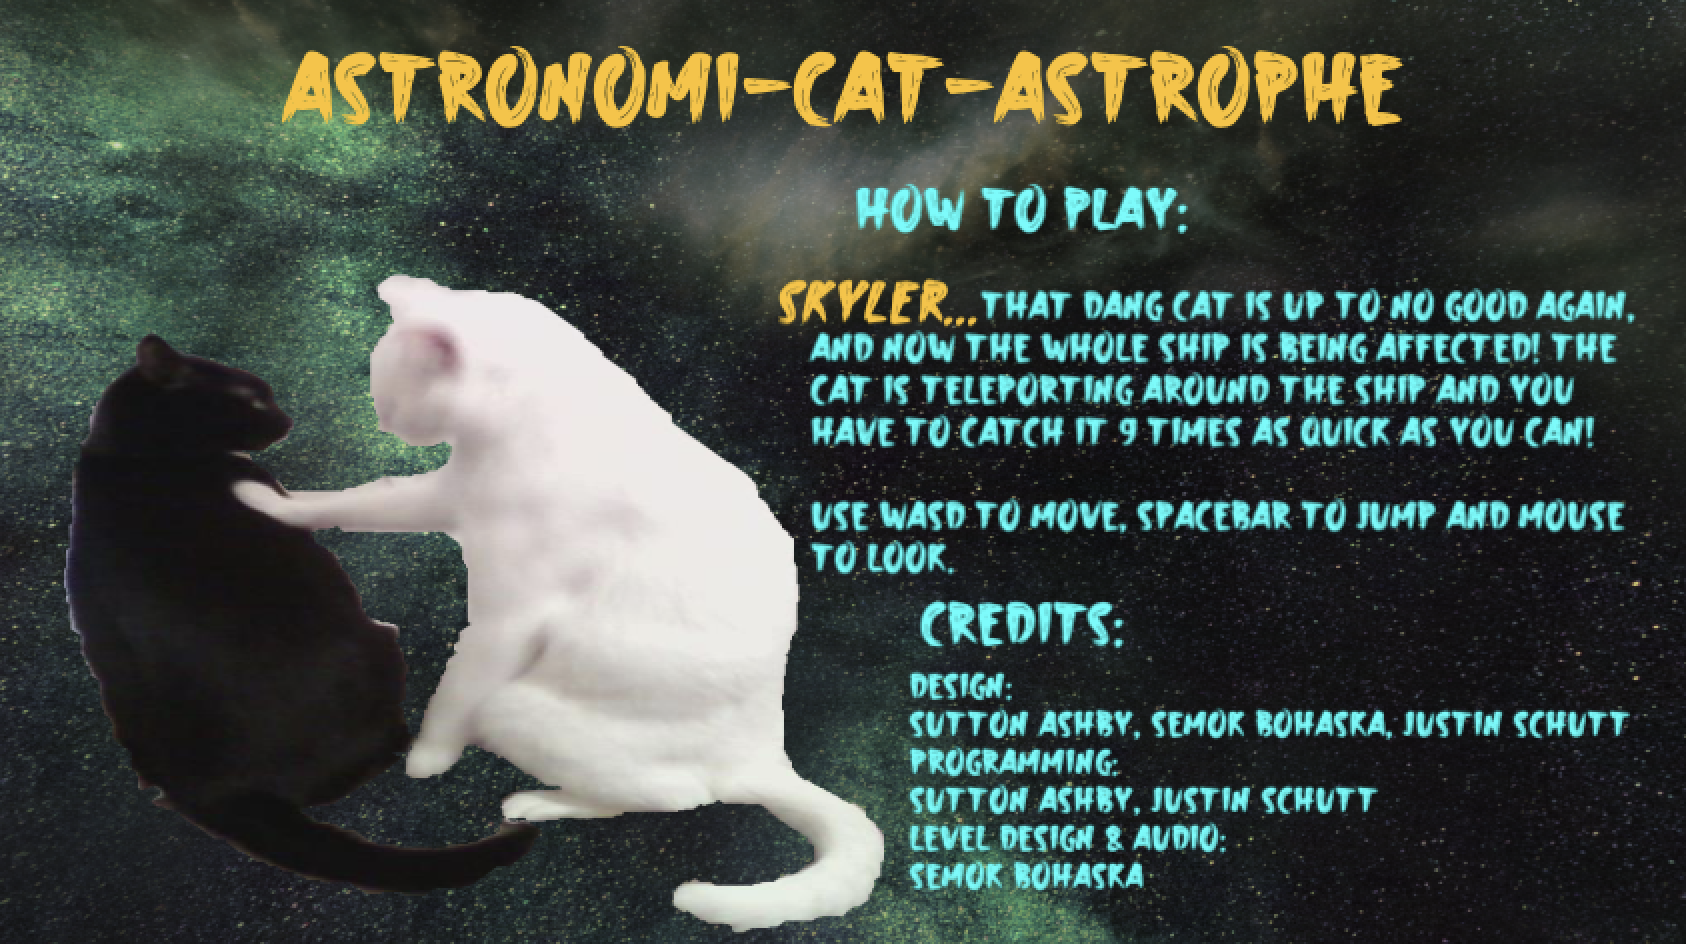 ASTRONOMI-CAT-ASTROPHE
HOW TO PLAY:
SKYLER...THAT DANG CAT IS UP TO NO GOOD AGAIN,
AND NOW THE WHOLE SHIP IS BEING AFFECTED! THE
CAT IS TELEPORTING AROUND THE SHIP AND YOU
HAVE TO CATCH IT 9 TIMES AS QUICK AS YOU CAN!
USE WASD TO MOVE, SPACEBAR TO JUMP AND MOUSE
TO LOOK.
CREDITS:
DESIGN:
SUTTON ASHBY, SEMOK BOHASKA, JUSTIN SCHUTT
PROGRAMMING:
SUTTON ASHBY, JUSTIN SCHUTT
LEVEL DESIGN & AUDIO:
SEMOK BOHASKA